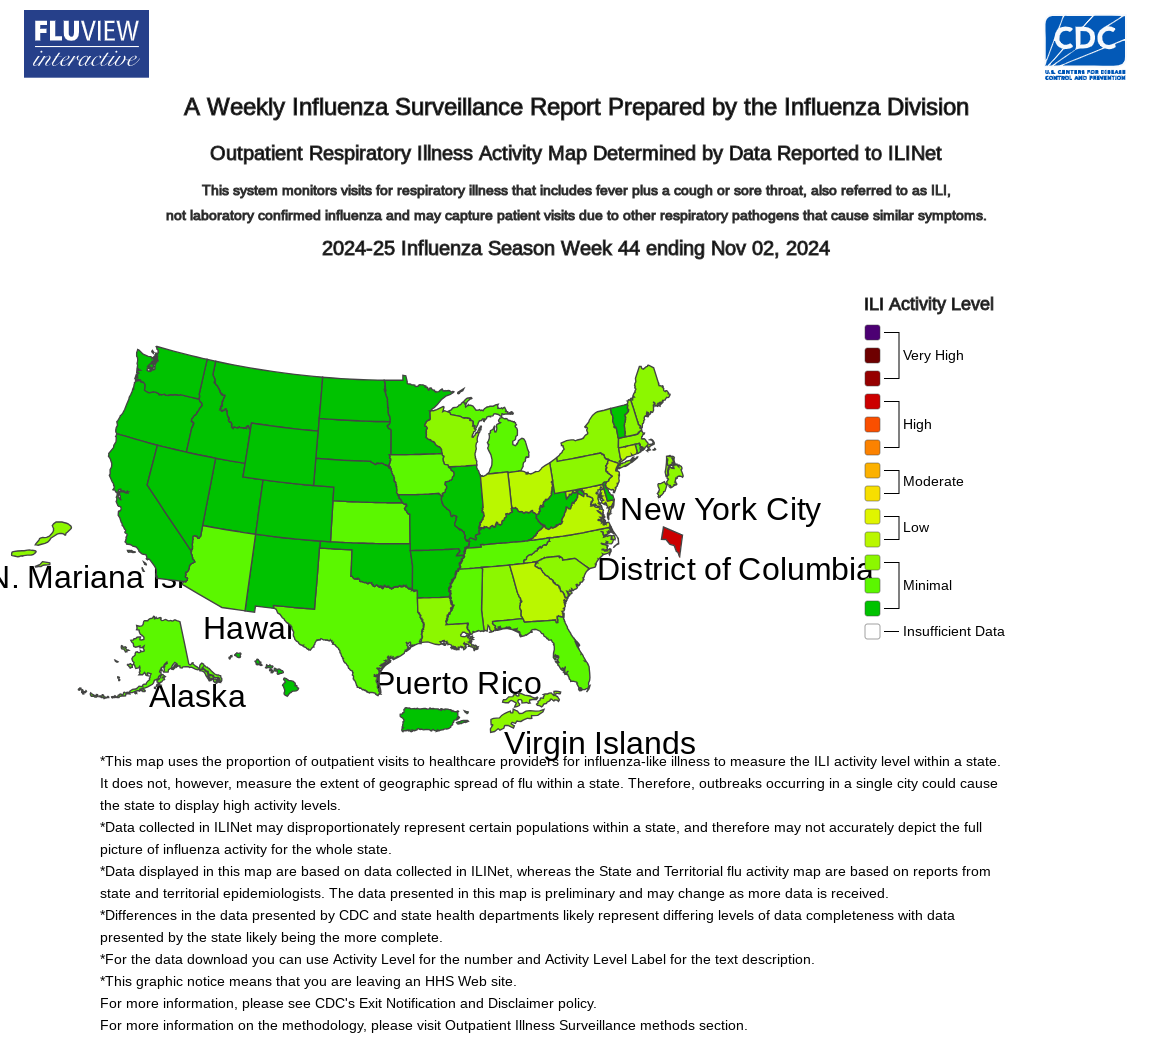 FLUVIEW
interactive
CDC
U.S. CENTERS FOR DISEASE
CONTROL AND PREVENTION
A Weekly Influenza Surveillance Report Prepared by the Influenza Division
Outpatient Respiratory Illness Activity Map Determined by Data Reported to ILINet
This system monitors visits for respiratory illness that includes fever plus a cough or sore throat, also referred to as ILI,
not laboratory confirmed influenza and may capture patient visits due to other respiratory pathogens that cause similar symptoms.
2024-25 Influenza Season Week 44 ending Nov 02, 2024
ILI Activity Level
Very High
High
Moderate
Low
Minimal
Insufficient Data
New York City
District of Columbia
N. Mariana Isl
Hawai
Alaska
Puerto Rico
Virgin Islands
*This map uses the proportion of outpatient visits to healthcare providers for influenza-like illness to measure the ILI activity level within a state.
It does not, however, measure the extent of geographic spread of flu within a state. Therefore, outbreaks occurring in a single city could cause
the state to display high activity levels.
*Data collected in ILINet may disproportionately represent certain populations within a state, and therefore may not accurately depict the full
picture of influenza activity for the whole state.
*Data displayed in this map are based on data collected in ILINet, whereas the State and Territorial flu activity map are based on reports from
state and territorial epidemiologists. The data presented in this map is preliminary and may change as more data is received.
*Differences in the data presented by CDC and state health departments likely represent differing levels of data completeness with data
presented by the state likely being the more complete.
*For the data download you can use Activity Level for the number and Activity Level Label for the text description.
*This graphic notice means that you are leaving an HHS Web site.
For more information, please see CDC's Exit Notification and Disclaimer policy.
For more information on the methodology, please visit Outpatient Illness Surveillance methods section.